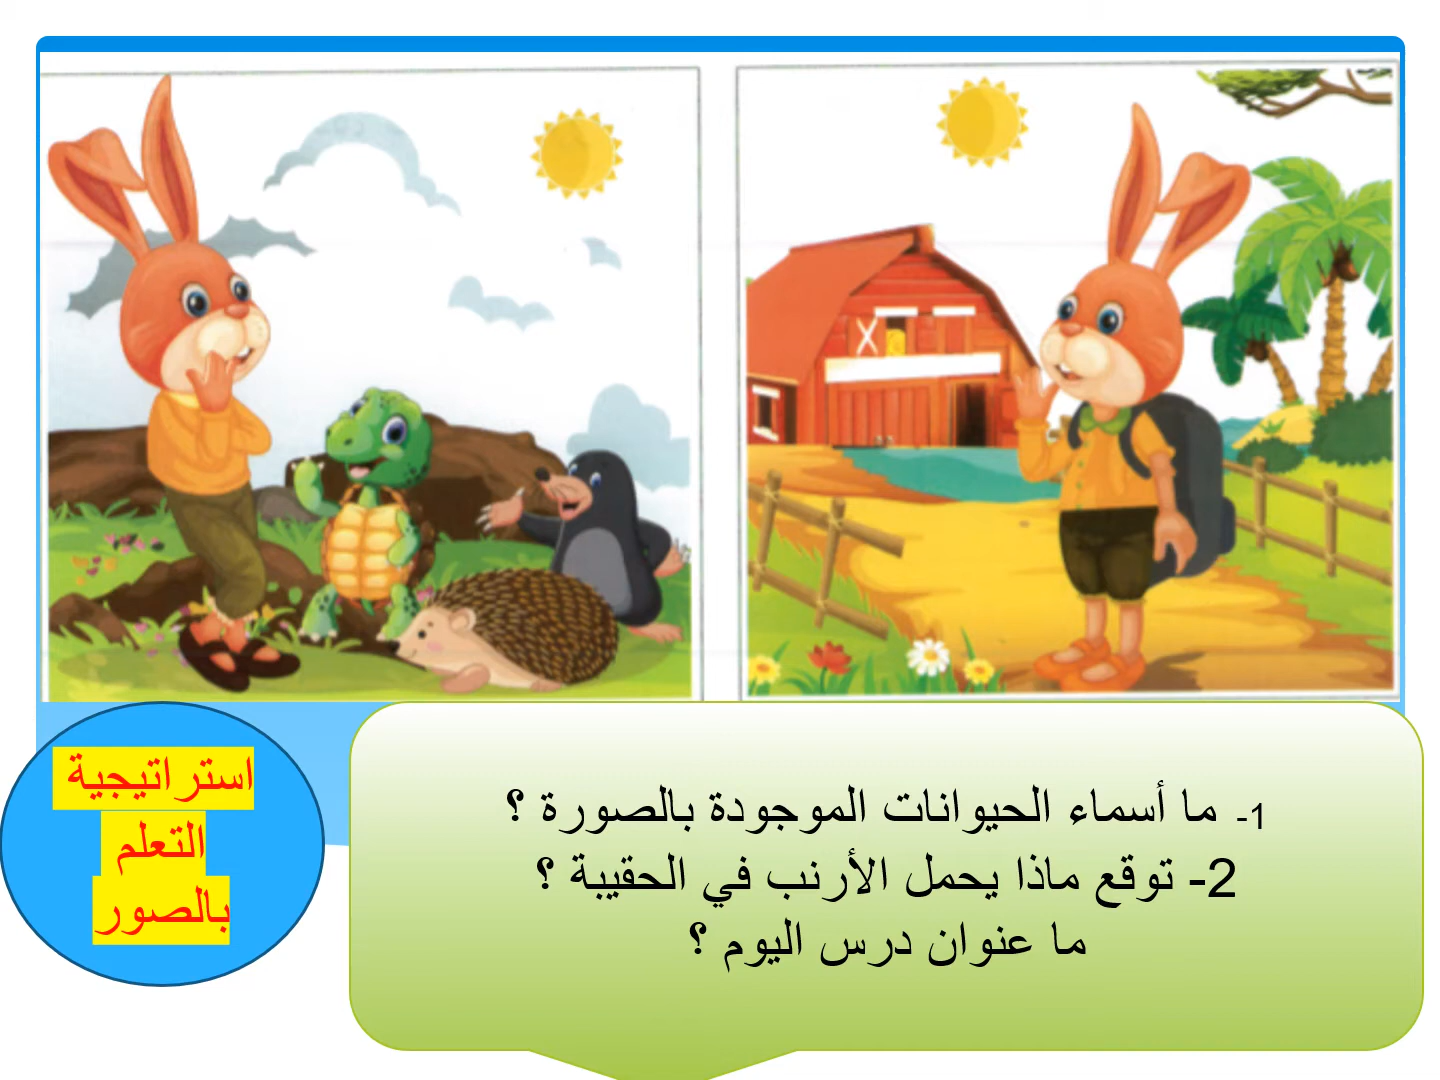 1- ما أسماء الحيوانات الموجودة بالصورة ؟
2- توقع ماذا يحمل الأرنب في الحقيبة ؟
ما عنوان درس اليوم ؟
استراتيجية
التعلم
بالصور